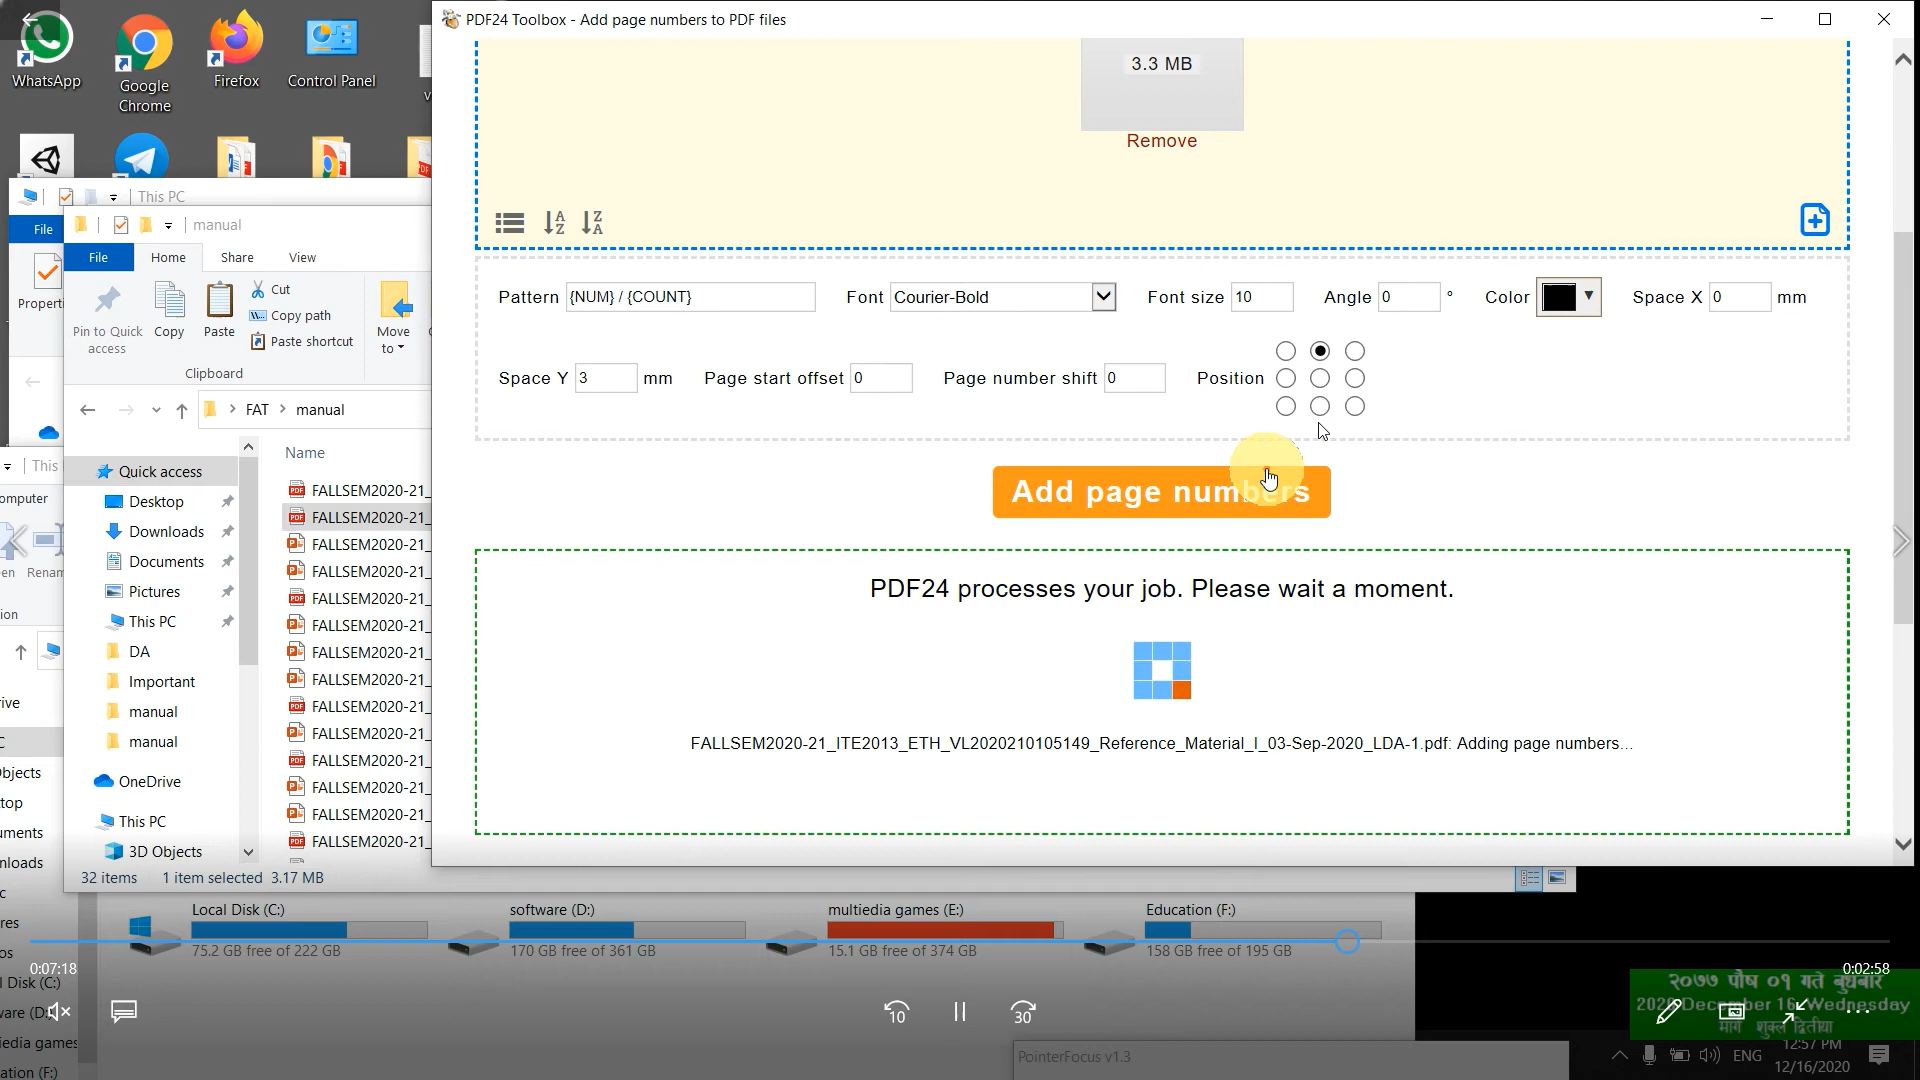 PDF24 Toolbox - Add page numbers to PDF files
WhatsApp
Google Chrome
Firefox
Control Panel
3.3 MB
Remove
This PC
File
manual
File
Home
Share
View
Pin to Quick access
Copy
Paste
Cut
Copy path
Paste shortcut
Move to
Clipboard
FAT > manual
Pattern {NUM} / {COUNT}
Font Courier-Bold
Font size 10
Angle 0 °
Color
Space X 0 mm
Space Y 3 mm
Page start offset 0
Page number shift 0
Position
Add page numbers
PDF24 processes your job. Please wait a moment.
FALLSEM2020-21_ITE2013_ETH_VL2020210105149_Reference_Material_I_03-Sep-2020_LDA-1.pdf: Adding page numbers...
Name
Quick access
Desktop
Downloads
Documents
Pictures
This PC
DA
Important
manual
manual
OneDrive
This PC
3D Objects
FALLSEM2020-21_
FALLSEM2020-21_
FALLSEM2020-21_
FALLSEM2020-21_
FALLSEM2020-21_
FALLSEM2020-21_
FALLSEM2020-21_
FALLSEM2020-21_
FALLSEM2020-21_
FALLSEM2020-21_
FALLSEM2020-21_
FALLSEM2020-21_
FALLSEM2020-21_
FALLSEM2020-21_
32 items 1 item selected 3.17 MB
Local Disk (C:)
75.2 GB free of 222 GB
software (D:)
170 GB free of 361 GB
multiedia games (E:)
15.1 GB free of 374 GB
Education (F:)
158 GB free of 195 GB
0:07:18
0:02:58
10
30
२०७७ पौष ०१ गते बुधबार
2020 December 16 Wednesday
मार्ग शुक्ल द्वितीया
PointerFocus v1.3
ENG
12:57 PM
12/16/2020